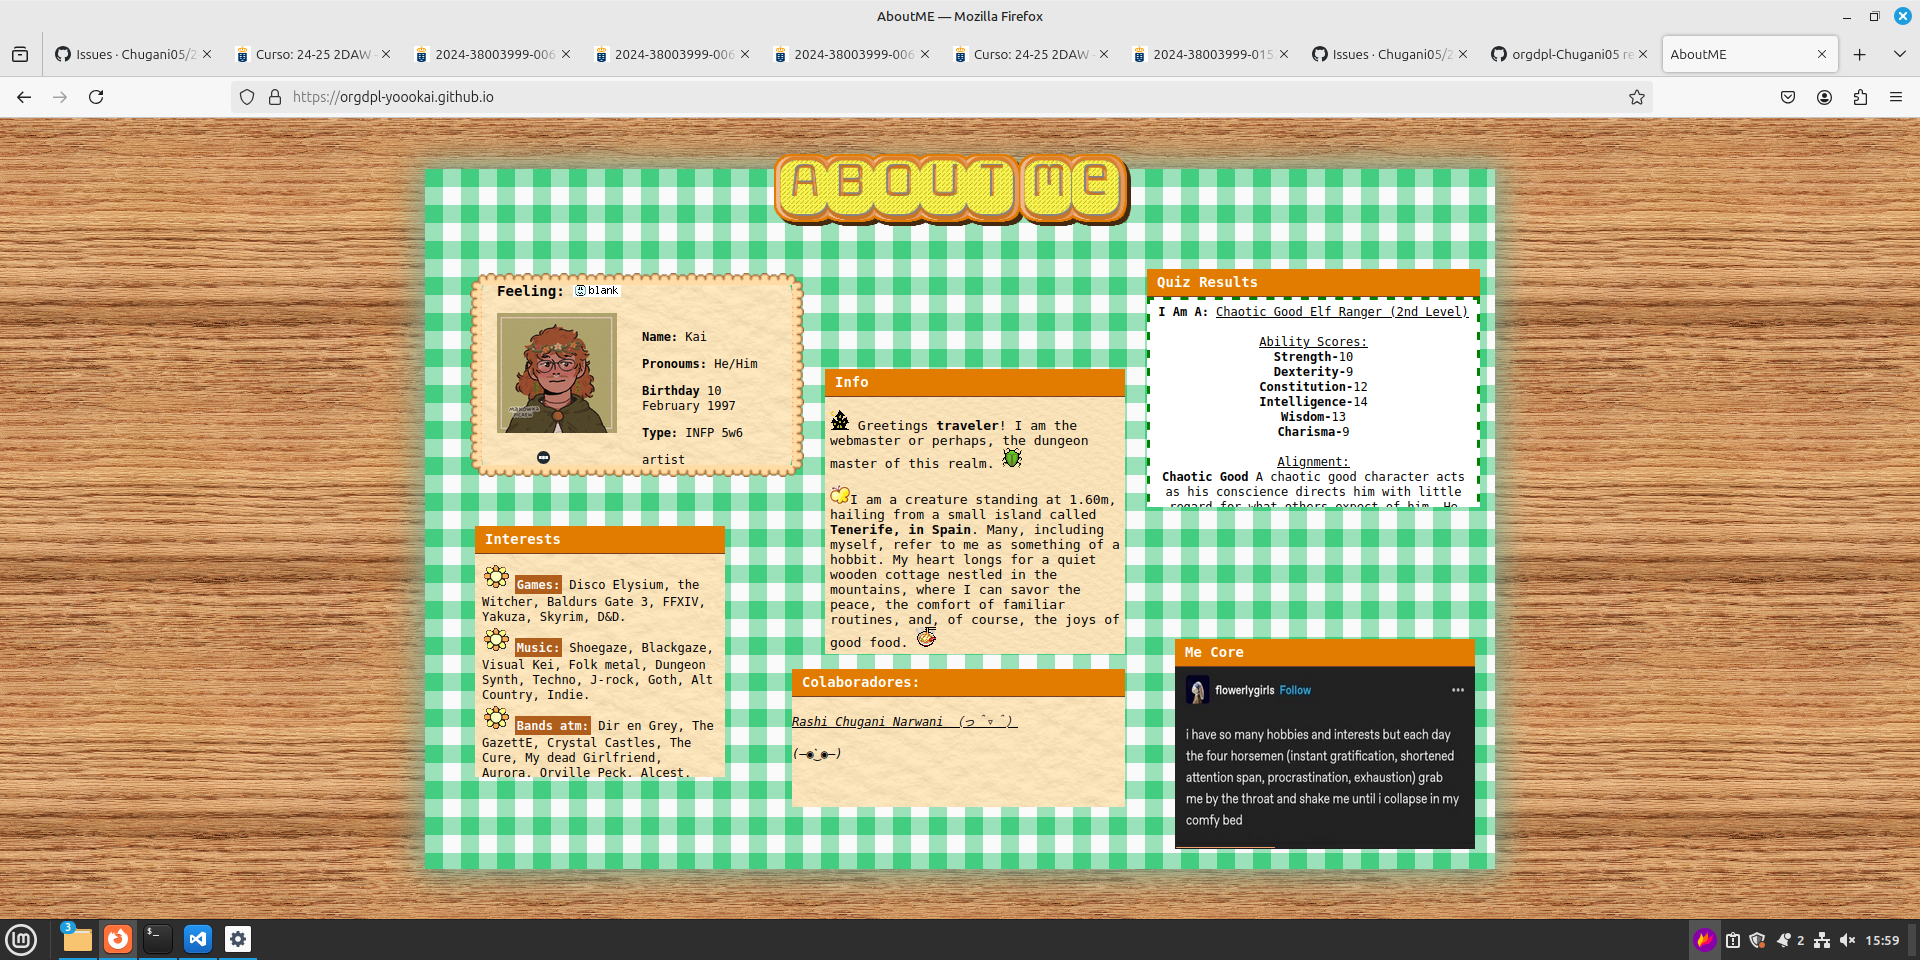 AboutME — Mozilla Firefox
Issues · Chugani05/2
Curso: 24-25 2DAW
2024-38003999-006
2024-38003999-006
2024-38003999-006
Curso: 24-25 2DAW
2024-38003999-015
Issues · Chugani05/2
orgdpl-Chugani05 re
AboutME
https://orgdpl-yoookai.github.io
ABOUT ME
Feeling: blank
Name: Kai
Pronouns: He/Him
Birthday 10
February 1997
Type: INFP 5w6
artist
Interests
Games: Disco Elysium, the
Witcher, Baldurs Gate 3, FFXIV,
Yakuza, Skyrim, D&D.
Music: Shoegaze, Blackgaze,
Visual Kei, Folk metal, Dungeon
Synth, Techno, J-rock, Goth, Alt
Country, Indie.
Bands atm: Dir en Grey, The
GazettE, Crystal Castles, The
Cure, My dead Girlfriend,
Aurora, Orville Peck, Alcest,
Info
Greetings traveler! I am the
webmaster or perhaps, the dungeon
master of this realm.
I am a creature standing at 1.60m,
hailing from a small island called
Tenerife, in Spain. Many, including
myself, refer to me as something of a
hobbit. My heart longs for a quiet
wooden cottage nestled in the
mountains, where I can savor the
peace, the comfort of familiar
routines, and, of course, the joys of
good food.
Colaboradores:
Rashi Chugani Narwani (っ ˆ▿ˆ)
(—◉͜◉—)
Quiz Results
I Am A: Chaotic Good Elf Ranger (2nd Level)
Ability Scores:
Strength-10
Dexterity-9
Constitution-12
Intelligence-14
Wisdom-13
Charisma-9
Alignment:
Chaotic Good A chaotic good character acts
as his conscience directs him with little
regard for what others expect of him. He
Me Core
flowerlygirls Follow
i have so many hobbies and interests but each day
the four horsemen (instant gratification, shortened
attention span, procrastination, exhaustion) grab
me by the throat and shake me until i collapse in my
comfy bed
3
2
15:59